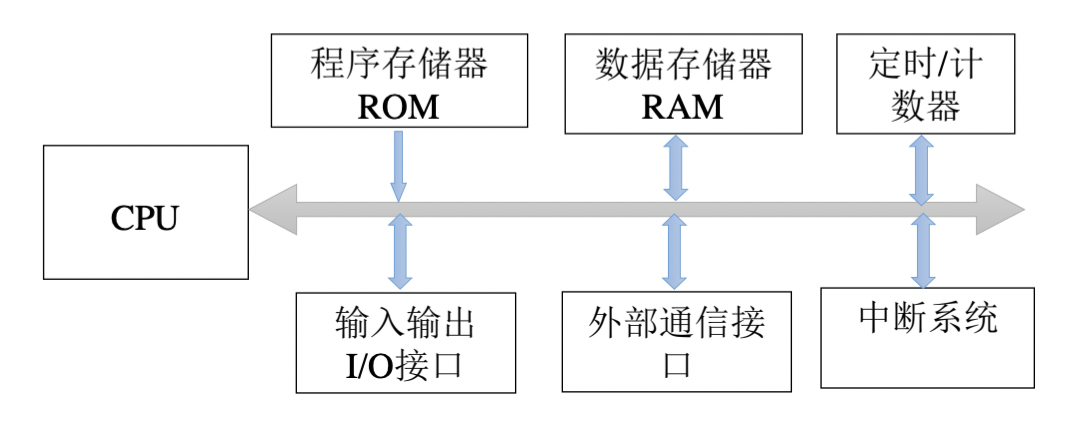 程序存储器
ROM
数据存储器
RAM
定时/计
数器
CPU
输入输出
I/O接口
外部通信接
口
中断系统